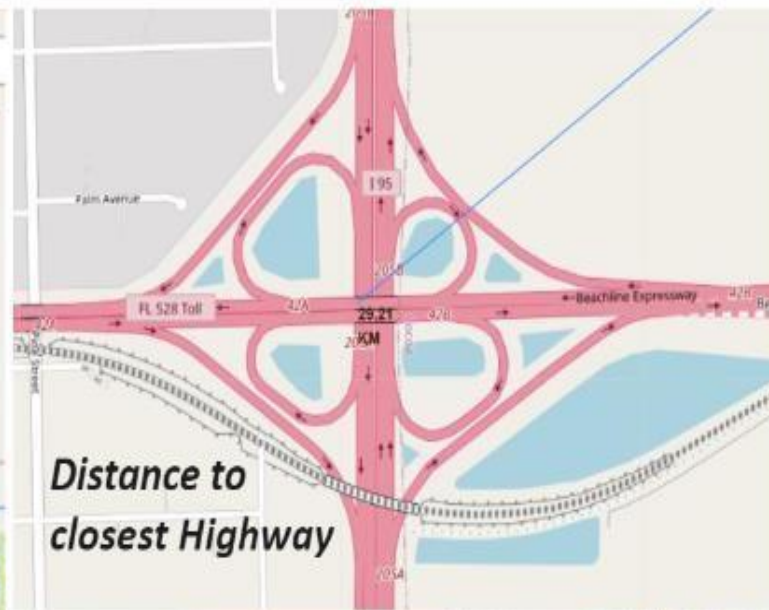 Palm Avenue
I 95
205B
FL 528 Toll
42A
42B
Beachline Expressway
42B
29.21
KM
Distance to
closest Highway
205A